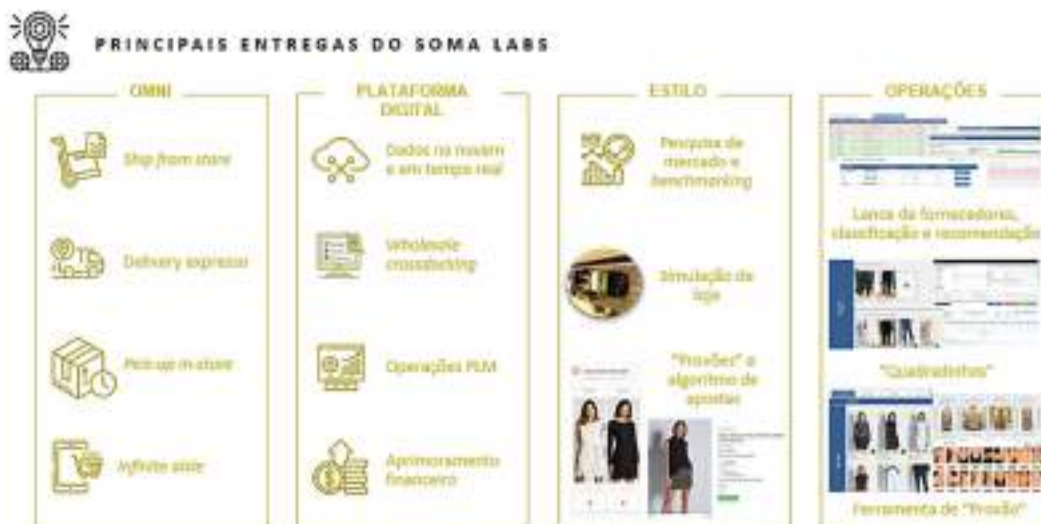 PRINCIPAIS ENTREGAS DO SOMA LABS
OMNI
Ship from store
Delivery expresso
Pick-up in-store
Infinite aisle
PLATAFORMA
DIGITAL
Dados na nuvem
e em tempo real
Wholesale
crossdocking
Operações PLM
Aprimoramento
financeiro
ESTILO
Pesquisa de
mercado e
benchmarking
Simulação de
loja
"Provões" e
algoritmo de
apostas
OPERAÇÕES
Lance de fornecedores,
classificação e recomendação
"Quadradinhos"
Ferramenta de "Provão"